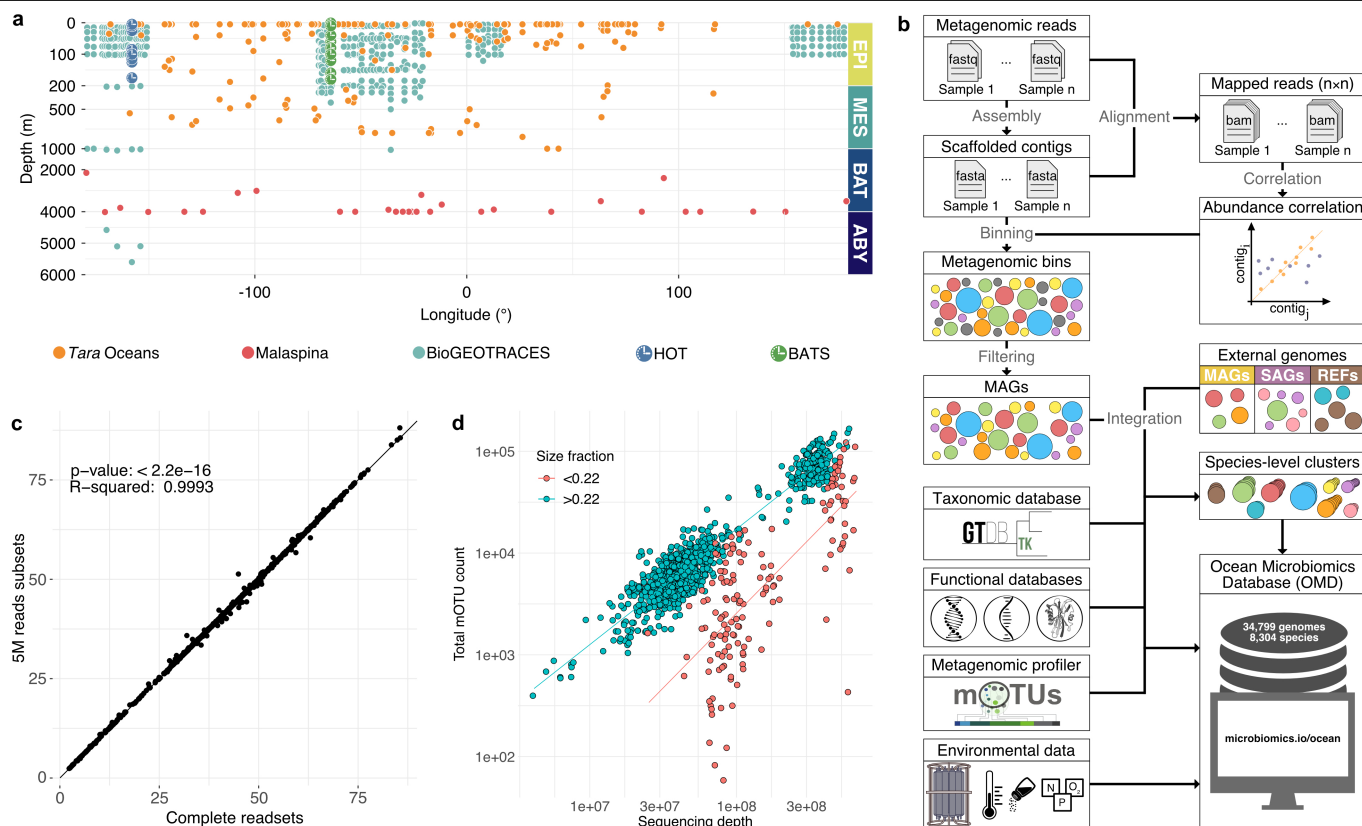 a
0
100
200
500
1000
2000
4000
5000
6000
Depth (m)
EPI
MES
BAT
ABY
-100
0
100
Longitude (°)
Tara Oceans
Malaspina
BioGEOTRACES
HOT
BATS
b
Metagenomic reads
fastq
...
fastq
Sample 1
Sample n
Assembly
Alignment
Mapped reads (n×n)
bam
...
bam
Sample 1
Sample n
Scaffolded contigs
fasta
...
fasta
Sample 1
Sample n
Correlation
Abundance correlation
contigi
contigj
Binning
Metagenomic bins
Filtering
MAGs
Integration
External genomes
MAGs
SAGs
REFs
Species-level clusters
Taxonomic database
GTDB
TK
Functional databases
Metagenomic profiler
mOTUs
Environmental data
N
O2
P
Ocean Microbiomics
Database (OMD)
34,799 genomes
8,304 species
microbiomics.io/ocean
c
p-value: < 2.2e−16
R−squared: 0.9993
75
50
25
0
5M reads subsets
0
25
50
75
Complete readsets
d
Size fraction
<0.22
>0.22
1e+05
1e+04
1e+03
1e+02
Total mOTU count
1e+07
3e+07
1e+08
3e+08
Sequencing depth